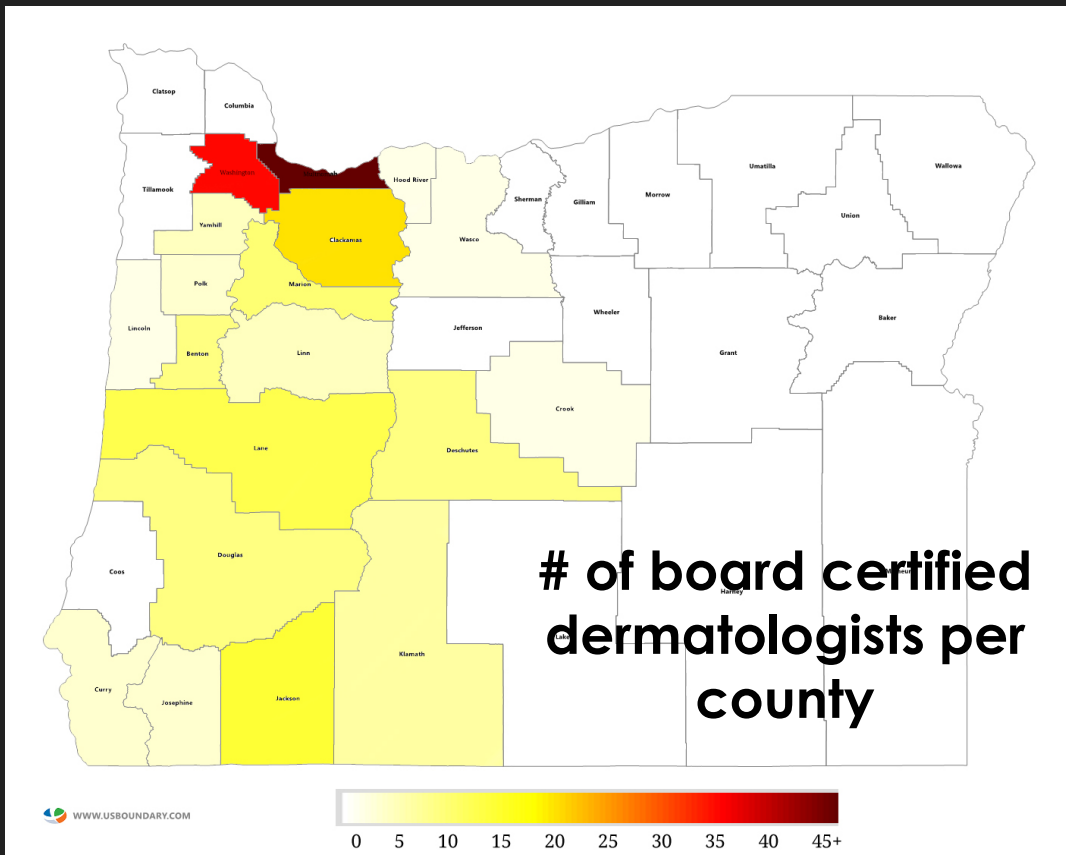 Clatsop
Columbia
Washington
Tillamook
Hood River
Yamhill
Clackamas
Wasco
Sherman
Gilliam
Morrow
Umatilla
Union
Wallowa
Polk
Marion
Lincoln
Benton
Linn
Jefferson
Wheeler
Grant
Baker
Crook
Lane
Deschutes
Douglas
Coos
Curry
Josephine
Jackson
Klamath
Lake
Harney
# of board certified
dermatologists per
county
WWW.USBOUNDARY.COM
0 5 10 15 20 25 30 35 40 45+